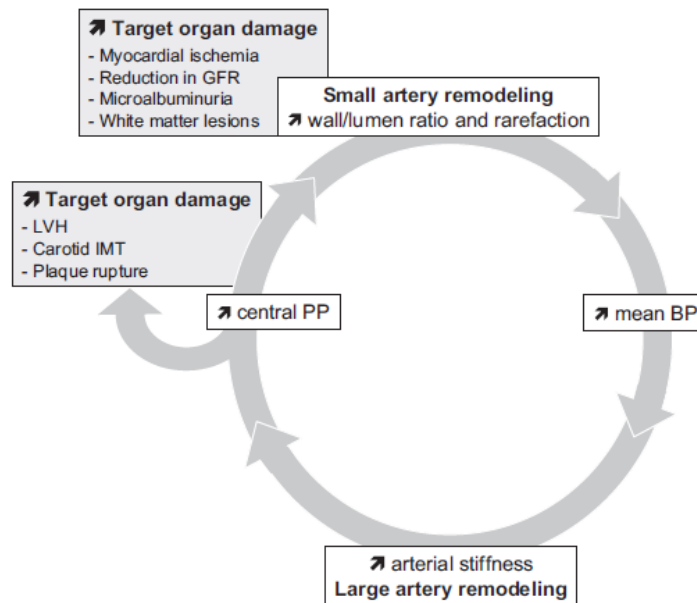 ↗ Target organ damage
- Myocardial ischemia
- Reduction in GFR
- Microalbuminuria
- White matter lesions
Small artery remodeling
↗ wall/lumen ratio and rarefaction
↗ Target organ damage
- LVH
- Carotid IMT
- Plaque rupture
↗ central PP
↗ mean BP
↗ arterial stiffness
Large artery remodeling